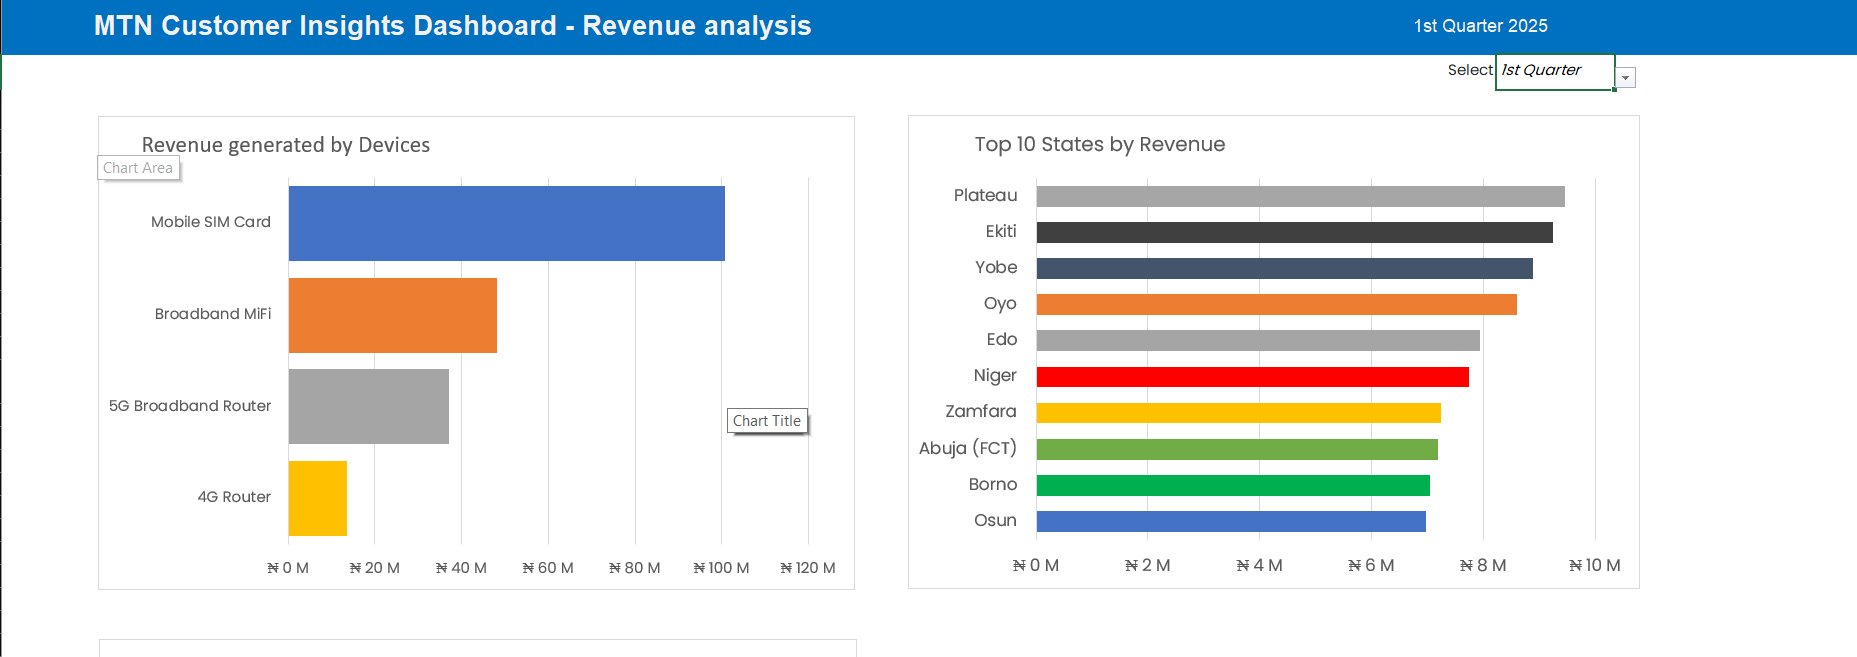 MTN Customer Insights Dashboard - Revenue analysis
1st Quarter 2025
Select 1st Quarter
Revenue generated by Devices
Chart Area
Mobile SIM Card
Broadband MiFi
5G Broadband Router
4G Router
Chart Title
₦ 0 M ₦ 20 M ₦ 40 M ₦ 60 M ₦ 80 M ₦ 100 M ₦ 120 M
Top 10 States by Revenue
Plateau
Ekiti
Yobe
Oyo
Edo
Niger
Zamfara
Abuja (FCT)
Borno
Osun
₦ 0 M ₦ 2 M ₦ 4 M ₦ 6 M ₦ 8 M ₦ 10 M